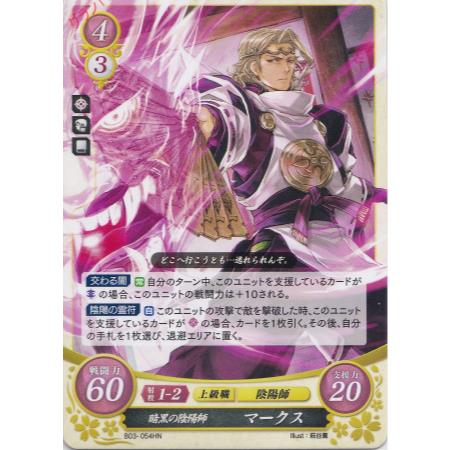 4
3
どこへ行こうとも…逃れられんぞ。
交わる闇 常 自分のターン中、このユニットを支援しているカードが
の場合、このユニットの戦闘力は+10される。
陰陽の霊符 自 このユニットの攻撃で敵を撃破した時、このユニット
を支援しているカードが の場合、カードを1枚引く。その後、自分
の手札を1枚選び、退避エリアに置く。
戦闘力
60
射程 1-2
上級職
陰陽師
支援力
20
暗黒の陰陽師 マークス
B03-054HN
Illust : 萩谷薫